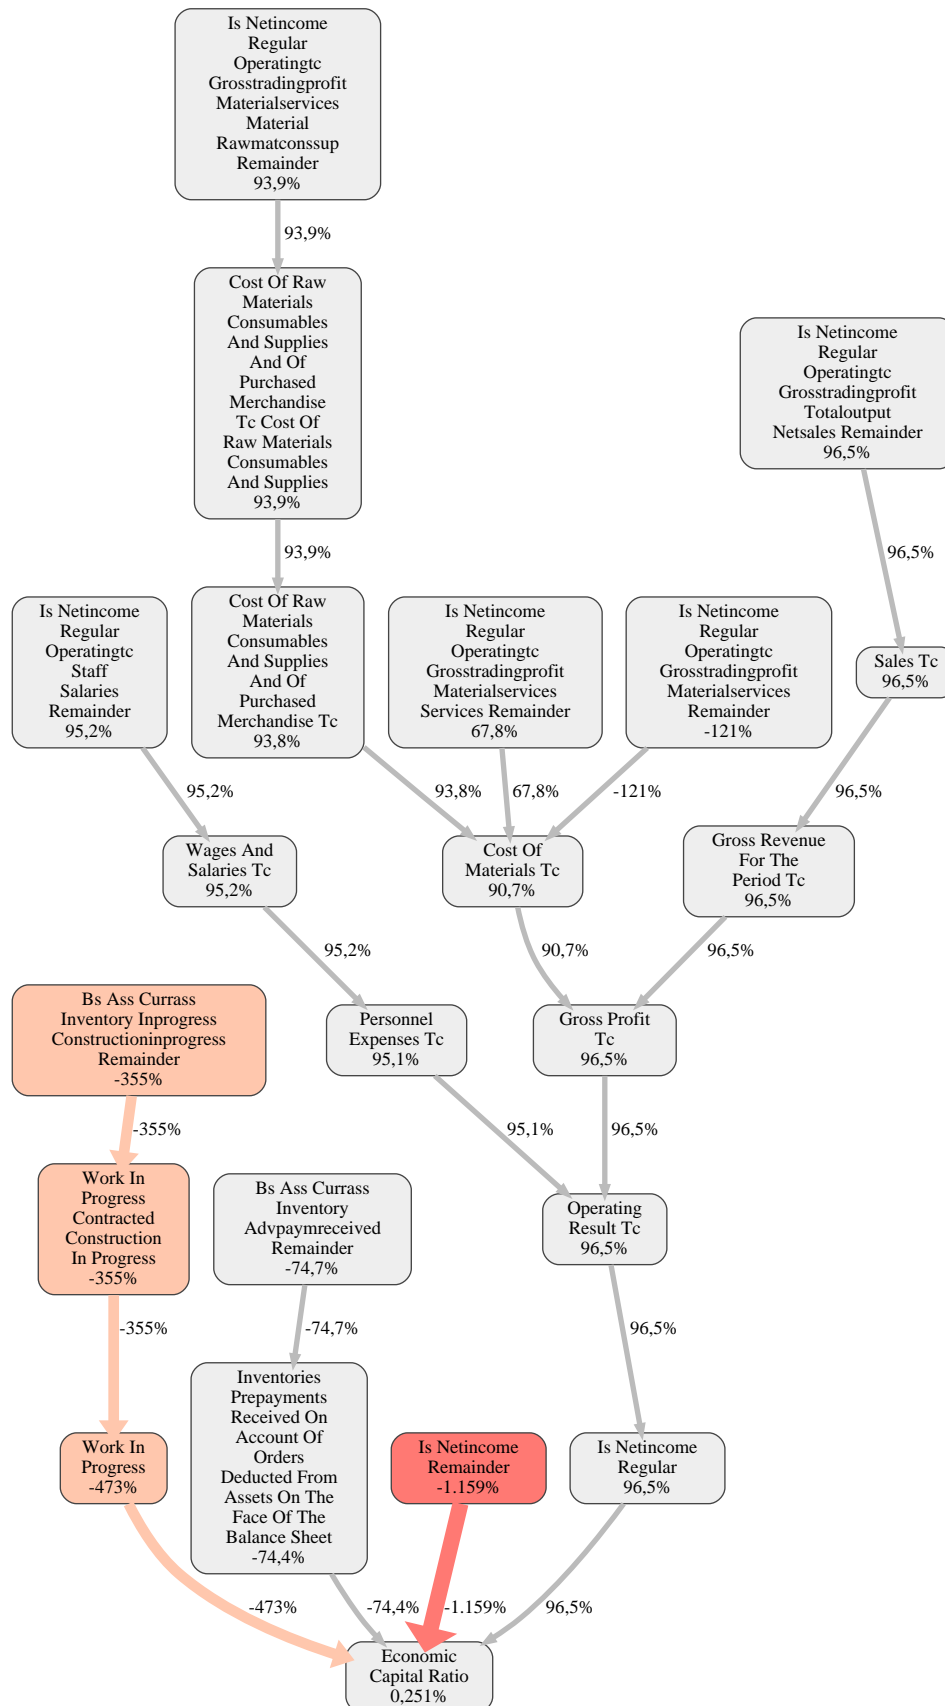 Is Netincome
Regular
Operatingtc
Grosstradingprofit
Materialservices
Material
Rawmatconssup
Remainder
93,9%
93,9%
Cost Of Raw
Materials
Consumables
And Supplies
And Of
Purchased
Merchandise
Tc Cost Of
Raw Materials
Consumables
And Supplies
93,9%
Is Netincome
Regular
Operatingtc
Grosstradingprofit
Totaloutput
Netsales Remainder
96,5%
93,9%
96,5%
Is Netincome
Regular
Operatingtc
Staff
Salaries
Remainder
95,2%
Cost Of Raw
Materials
Consumables
And Supplies
And Of
Purchased
Merchandise Tc
93,8%
Is Netincome
Regular
Operatingtc
Grosstradingprofit
Materialservices
Services Remainder
67,8%
Is Netincome
Regular
Operatingtc
Grosstradingprofit
Materialservices
Remainder
-121%
Sales Tc
96,5%
95,2%
93,8%
67,8%
-121%
96,5%
Wages And
Salaries Tc
95,2%
Cost Of
Materials Tc
90,7%
Gross Revenue
For The
Period Tc
96,5%
95,2%
90,7%
96,5%
Bs Ass Currass
Inventory Inprogress
Constructioninprogress
Remainder
-355%
Personnel
Expenses Tc
95,1%
Gross Profit
Tc
96,5%
-355%
95,1%
96,5%
Work In
Progress
Contracted
Construction
In Progress
-355%
Bs Ass Currass
Inventory
Advpaymreceived
Remainder
-74,7%
Operating
Result Tc
96,5%
-355%
-74,7%
96,5%
Work In
Progress
-473%
Inventories
Prepayments
Received On
Account Of
Orders
Deducted From
Assets On The
Face Of The
Balance Sheet
-74,4%
Is Netincome
Remainder
-1.159%
Is Netincome
Regular
96,5%
-473%
-74,4%
-1.159%
96,5%
Economic
Capital Ratio
0,251%